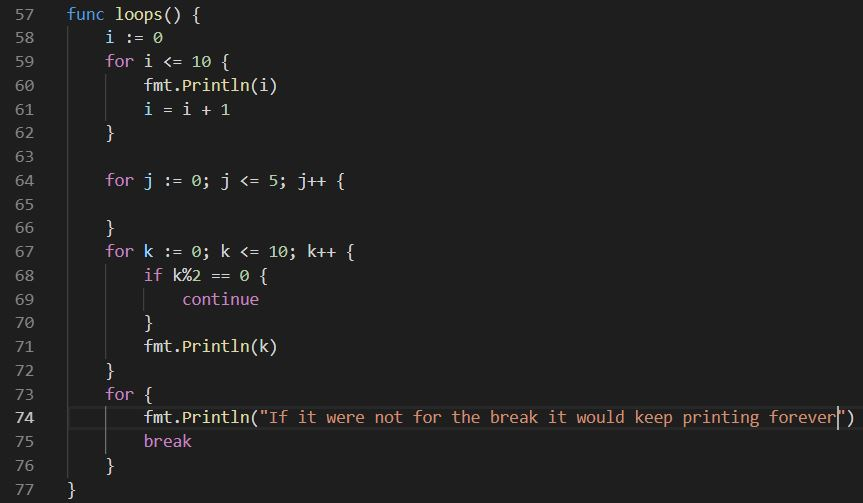 57 func loops() {
58     i := 0
59     for i <= 10 {
60         fmt.Println(i)
61         i = i + 1
62     }
63
64     for j := 0; j <= 5; j++ {
65
66     }
67     for k := 0; k <= 10; k++ {
68         if k%2 == 0 {
69             continue
70         }
71         fmt.Println(k)
72     }
73     for {
74         fmt.Println("If it were not for the break it would keep printing forever")
75         break
76     }
77 }